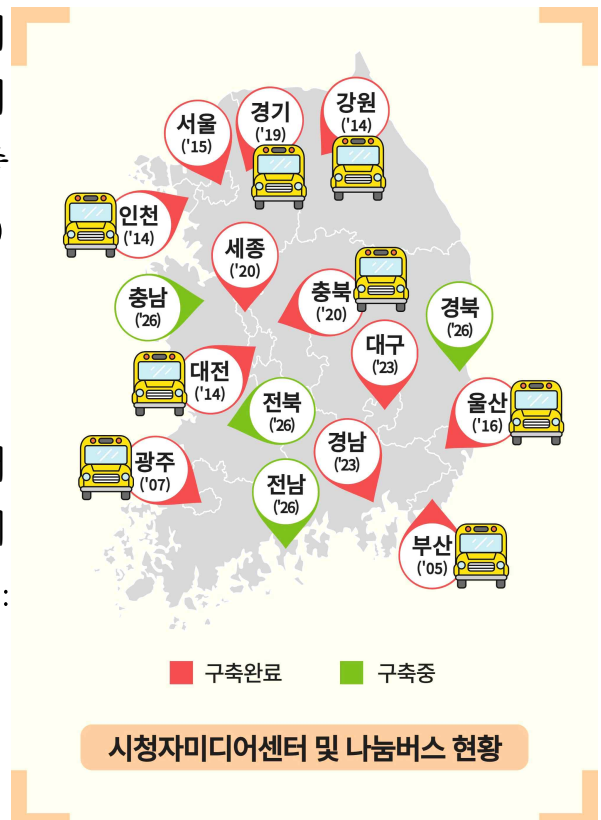 강원
('14)
경기
('19)
서울
('15)
인천
('14)
세종
('20)
충남
('26)
충북
('20)
경북
('26)
대구
('23)
대전
('14)
전북
('26)
울산
('16)
경남
('23)
광주
('07)
전남
('26)
부산
('05)
구축완료
구축중
시청자미디어센터 및 나눔버스 현황